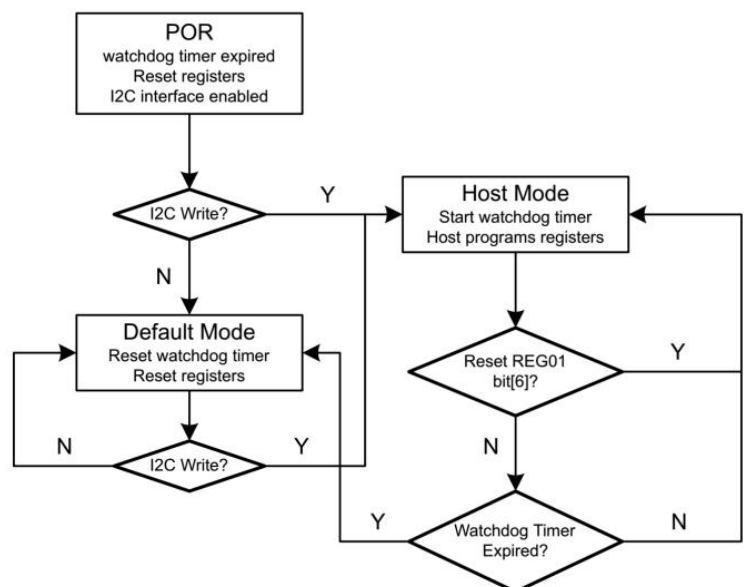 POR
watchdog timer expired
Reset registers
I2C interface enabled
I2C Write?
Y
N
Host Mode
Start watchdog timer
Host programs registers
Default Mode
Reset watchdog timer
Reset registers
Reset REG01
bit[6]?
Y
N
I2C Write?
N
Y
Watchdog Timer
Expired?
Y
N